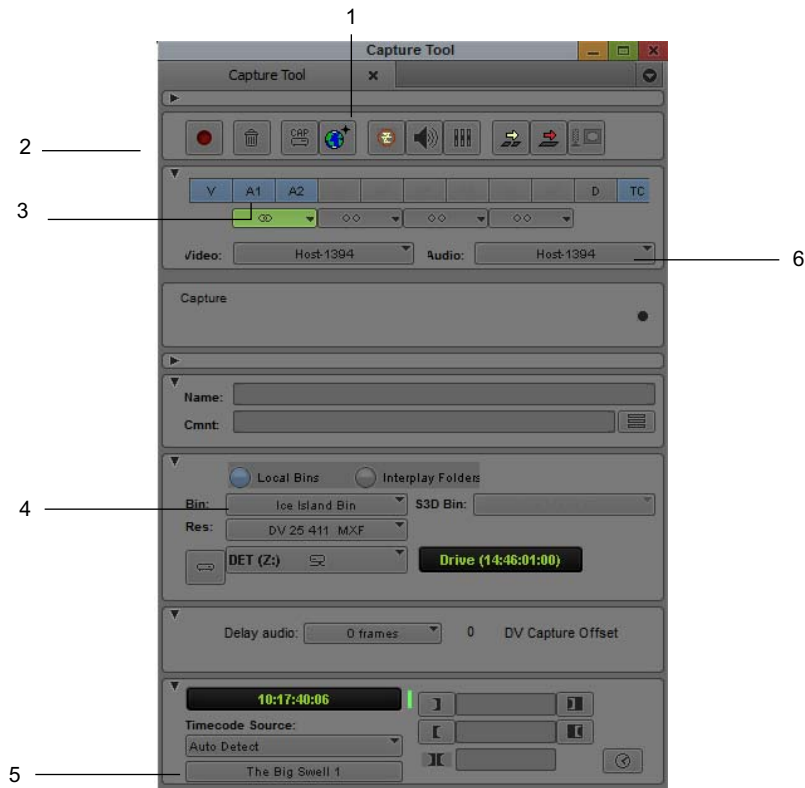 1
Capture Tool
Capture Tool
CAP
2
V A1 A2 D TC
3
Video: Host-1394 Audio: Host-1394
6
Capture
Name:
Cmnt:
Local Bins Interplay Folders
4
Bin: Ice Island Bin S3D Bin:
Res: DV 25 411 MXF
DET (Z:) Drive (14:46:01:00)
Delay audio: 0 frames 0 DV Capture Offset
10:17:40:06
Timecode Source:
Auto Detect
5
The Big Swell 1